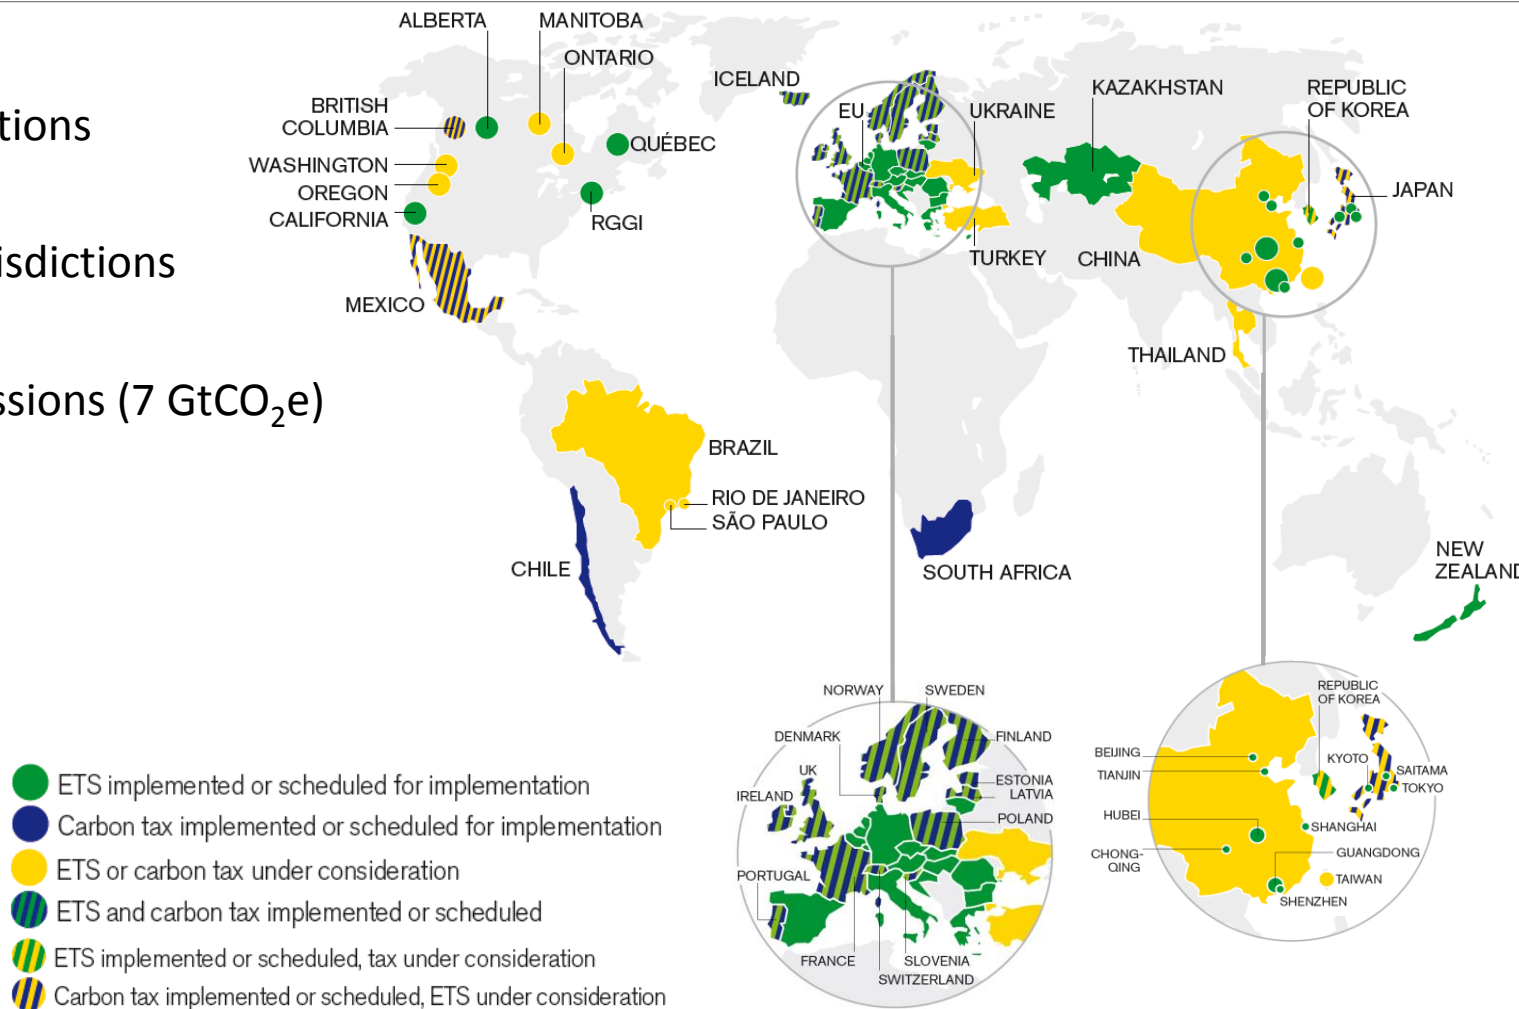 tions
isdictions
ssions (7 GtCO₂e)
ALBERTA
MANITOBA
ONTARIO
BRITISH
COLUMBIA
WASHINGTON
OREGON
CALIFORNIA
QUÉBEC
RGGI
MEXICO
ICELAND
EU
UKRAINE
KAZAKHSTAN
REPUBLIC
OF KOREA
JAPAN
TURKEY
CHINA
THAILAND
BRAZIL
RIO DE JANEIRO
SÃO PAULO
CHILE
SOUTH AFRICA
NEW
ZEALAND
NORWAY
SWEDEN
DENMARK
FINLAND
UK
IRELAND
ESTONIA
LATVIA
POLAND
PORTUGAL
FRANCE
SLOVENIA
SWITZERLAND
REPUBLIC
OF KOREA
BEIJING
TIANJIN
KYOTO
SAITAMA
TOKYO
HUBEI
SHANGHAI
CHONG-
QING
GUANGDONG
TAIWAN
SHENZHEN
ETS implemented or scheduled for implementation
Carbon tax implemented or scheduled for implementation
ETS or carbon tax under consideration
ETS and carbon tax implemented or scheduled
ETS implemented or scheduled, tax under consideration
Carbon tax implemented or scheduled, ETS under consideration